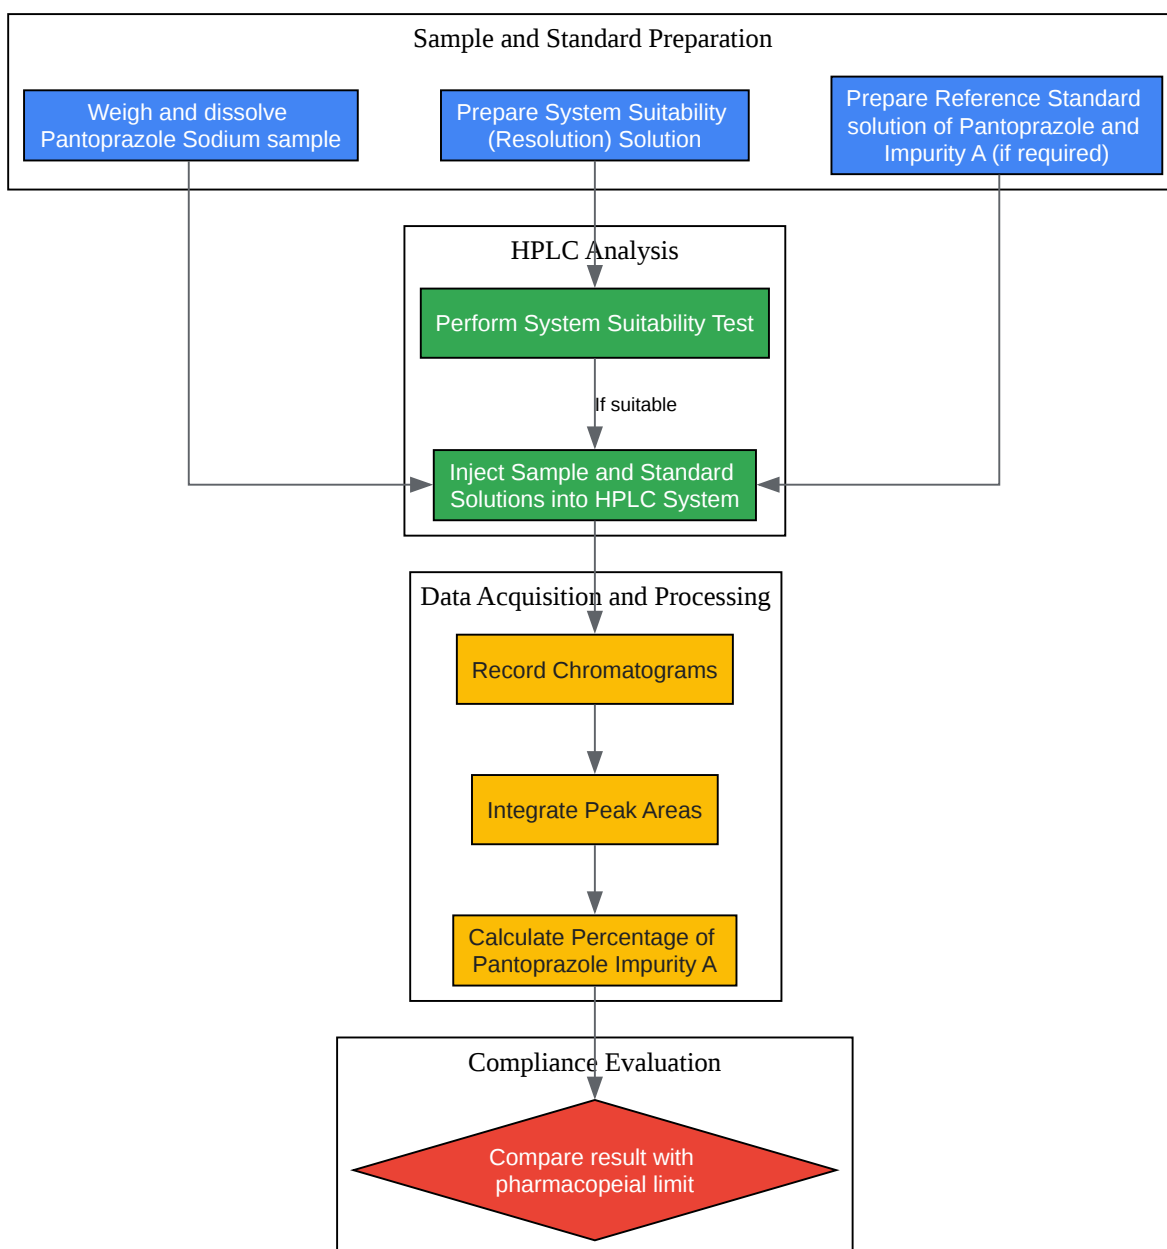 Sample and Standard Preparation
Weigh and dissolve
Pantoprazole Sodium sample
Prepare System Suitability
(Resolution) Solution
Prepare Reference Standard
solution of Pantoprazole and
Impurity A (if required)
HPLC Analysis
Perform System Suitability Test
If suitable
Inject Sample and Standard
Solutions into HPLC System
Data Acquisition and Processing
Record Chromatograms
Integrate Peak Areas
Calculate Percentage of
Pantoprazole Impurity A
Compliance Evaluation
Compare result with
pharmacopeial limit